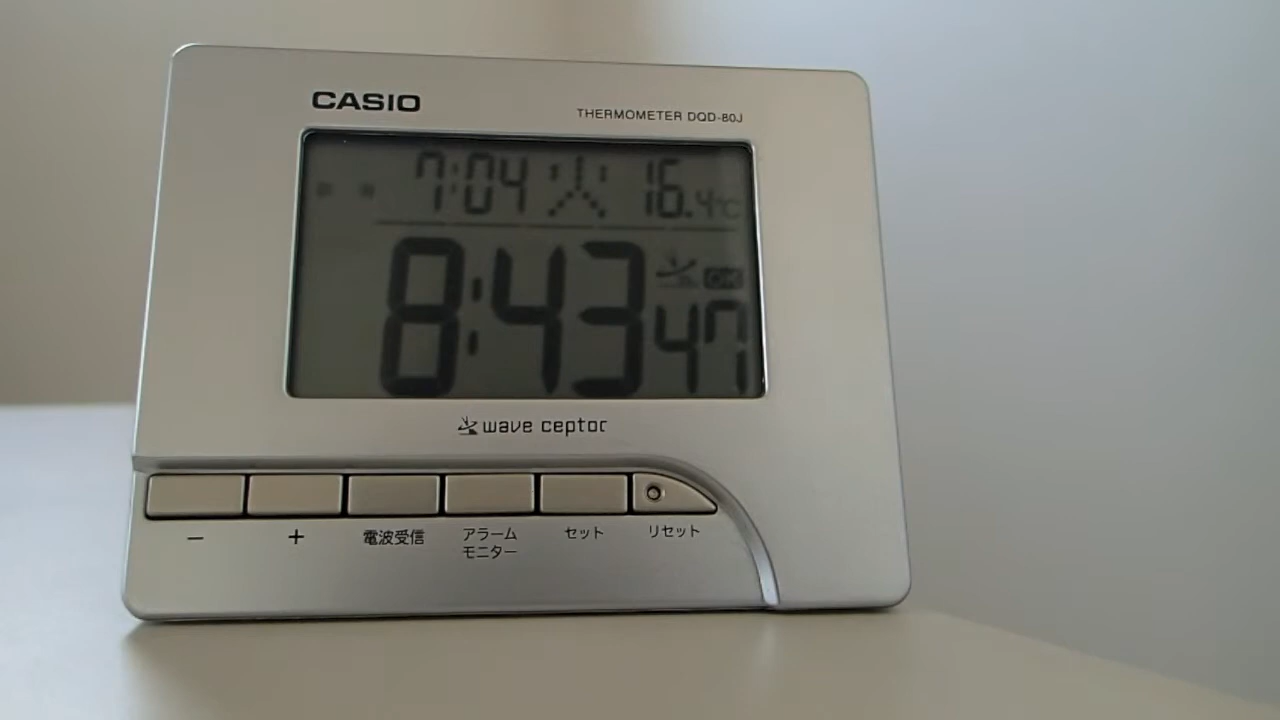 CASIO
THERMOMETER DQD-80J
7:04 火 16.4℃
8:43 47
OK
wave ceptor
− + 電波受信 アラーム モニター セット リセット